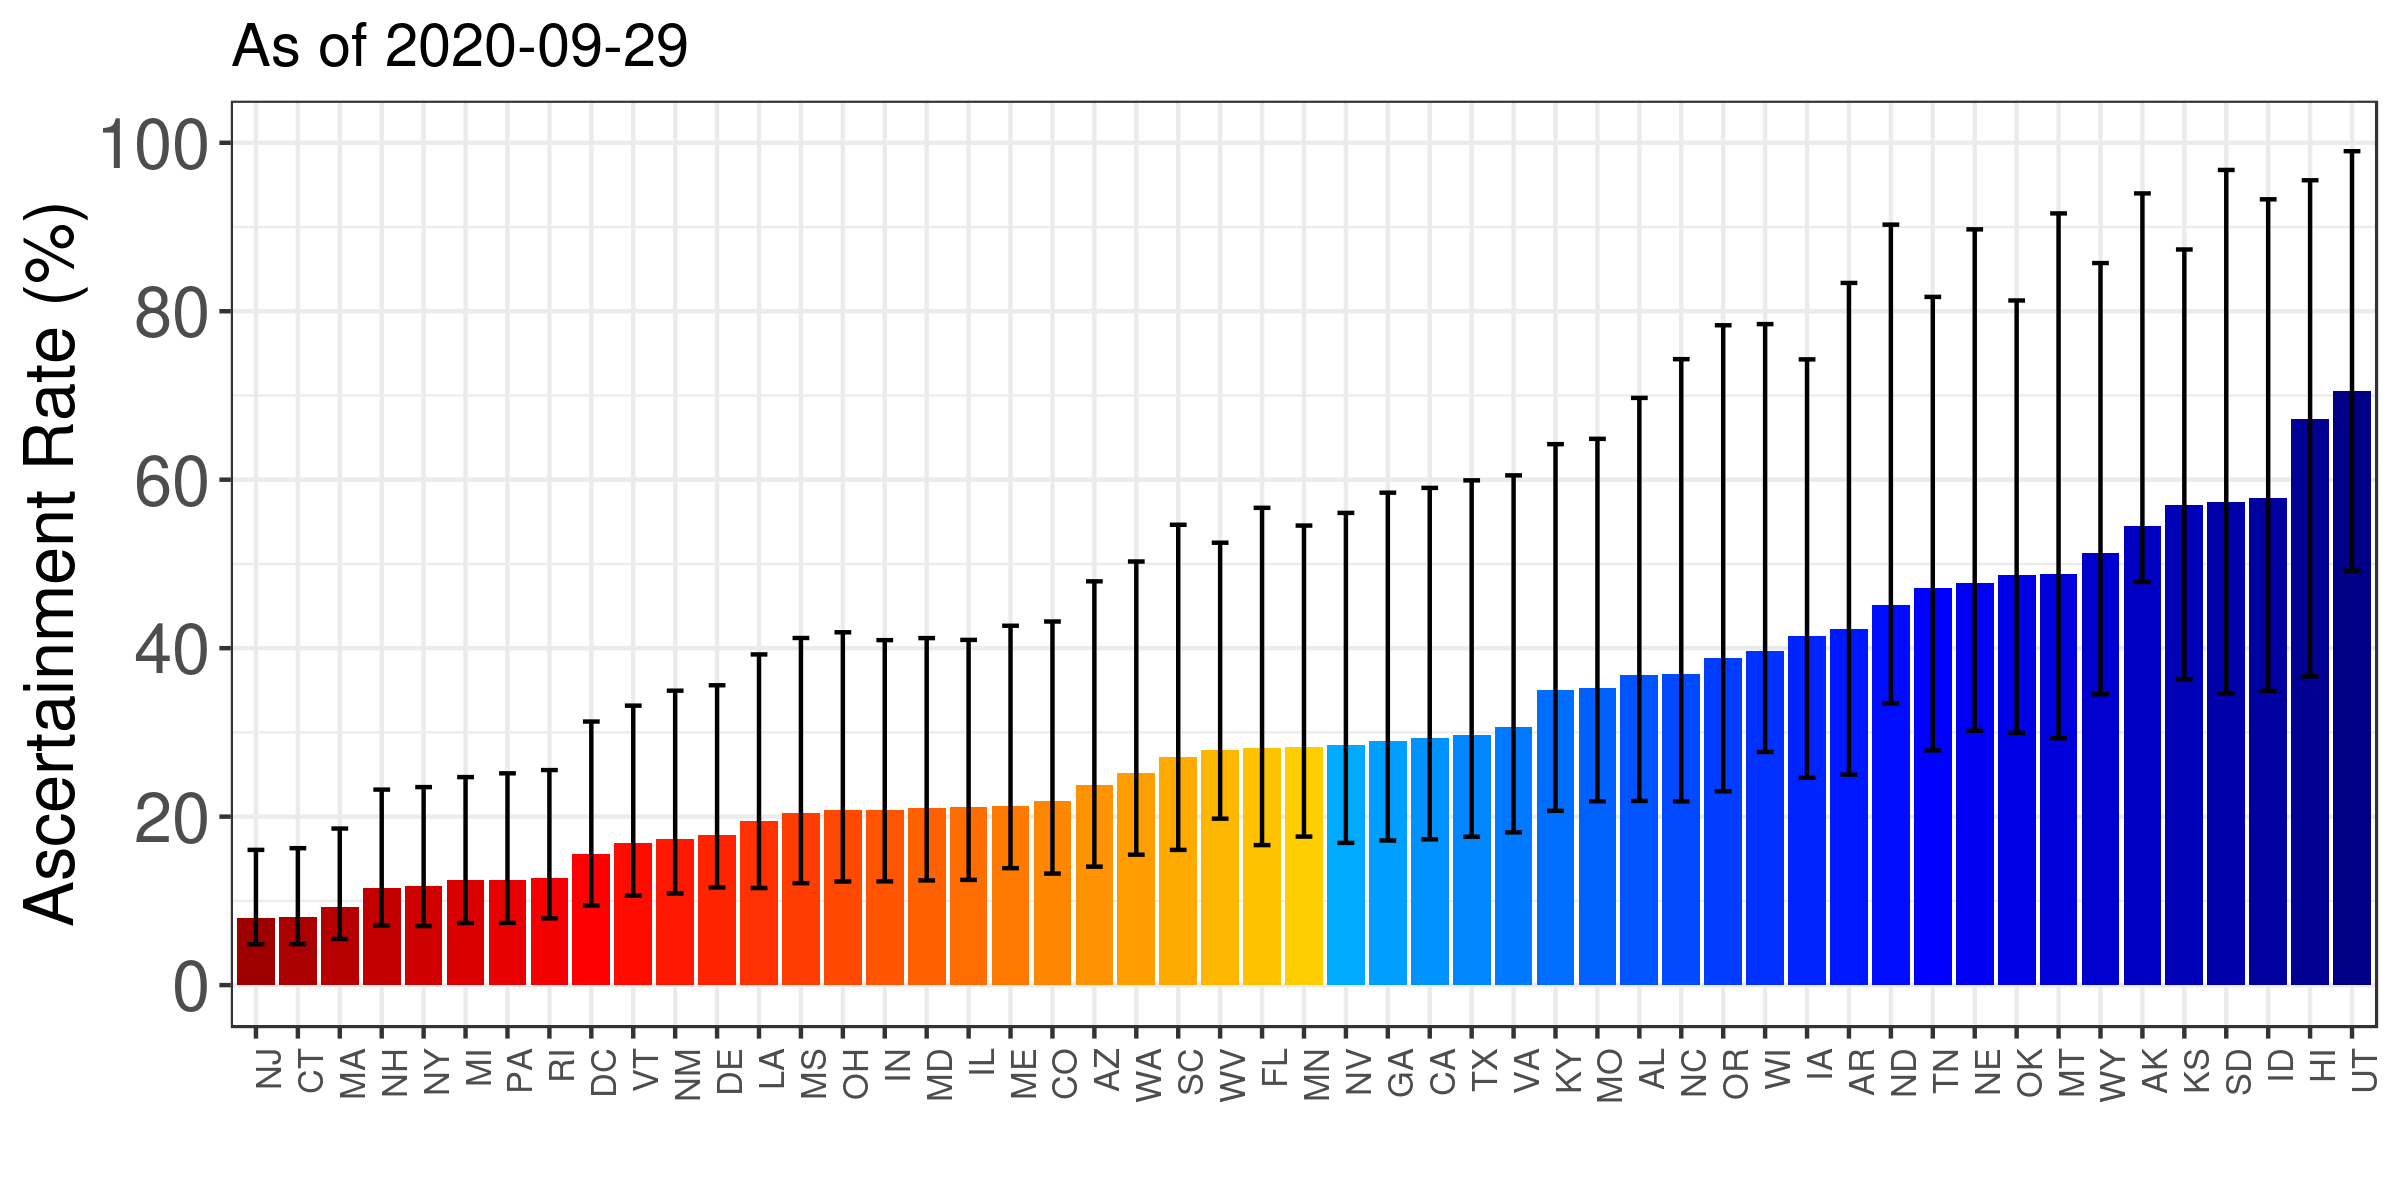 As of 2020-09-29
Ascertainment Rate (%)
100
80
60
40
20
0
NJ
CT
MA
NH
NY
MI
PA
RI
DC
VT
NM
DE
LA
MS
OH
IN
MD
IL
ME
CO
AZ
WA
SC
WV
FL
MN
NV
GA
CA
TX
VA
KY
MO
AL
NC
OR
WI
IA
AR
ND
TN
NE
OK
MT
WY
AK
KS
SD
ID
HI
UT